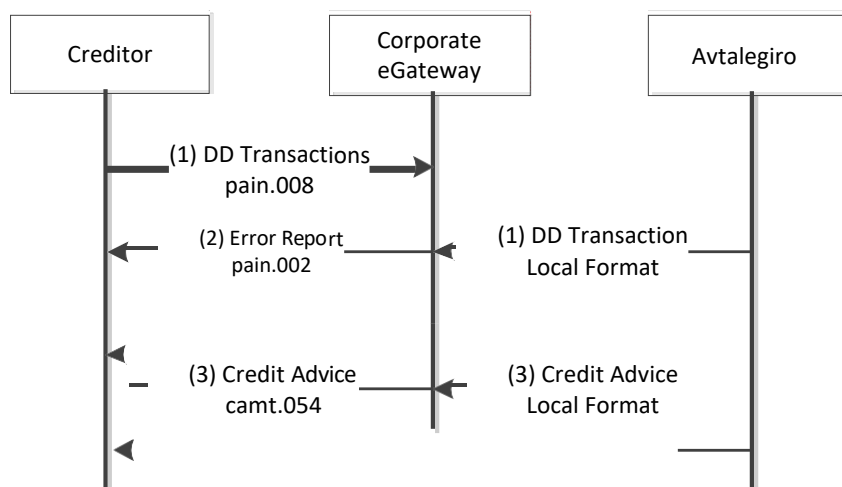 Creditor
Corporate
eGateway
Avtalegiro
(1) DD Transactions
pain.008
(2) Error Report
pain.002
(1) DD Transaction
Local Format
(3) Credit Advice
camt.054
(3) Credit Advice
Local Format